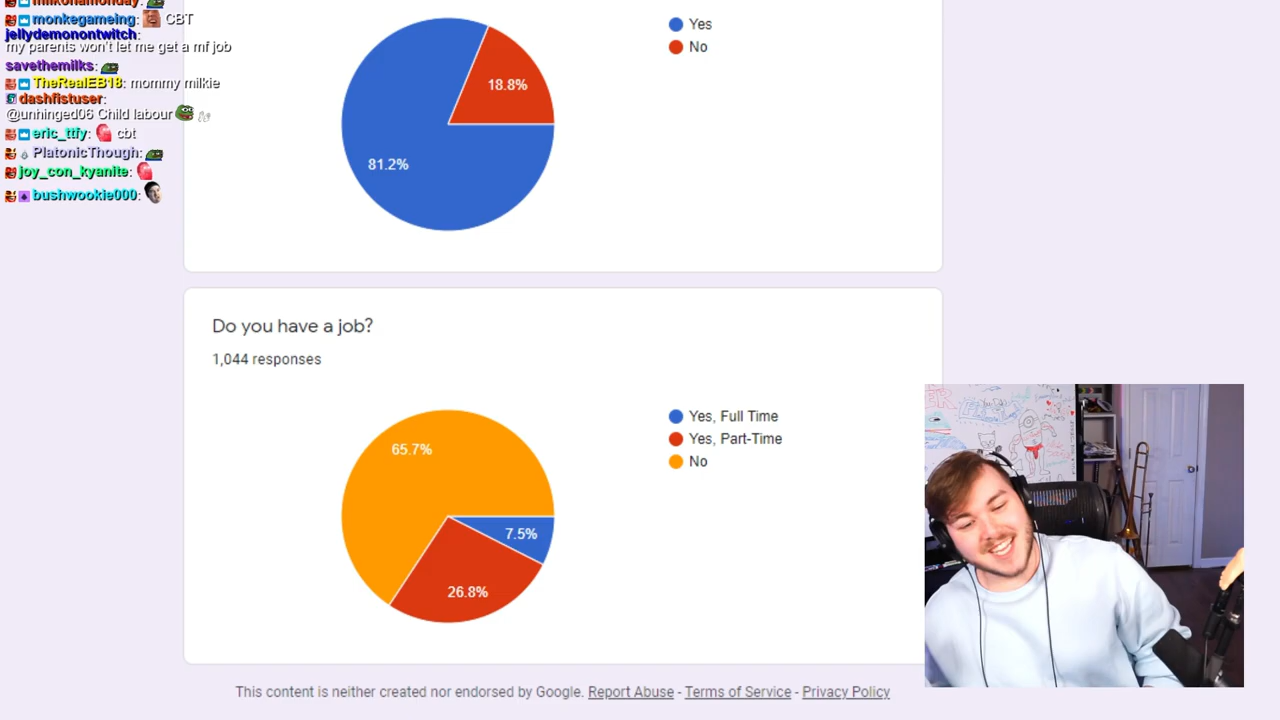 milkonamonday:
monkegameing: CBT
jellydemonontwitch:
my parents won't let me get a mf job
savethemilks:
TheRealEB18: mommy milkie
dashfistuser:
@unhinged06 Child labour
eric_ttfy: cbt
PlatonicThough:
joy_con_kyanite:
bushwookie000:
Yes
No
18.8%
81.2%
Do you have a job?
1,044 responses
Yes, Full Time
Yes, Part-Time
No
65.7%
7.5%
26.8%
This content is neither created nor endorsed by Google. Report Abuse - Terms of Service - Privacy Policy